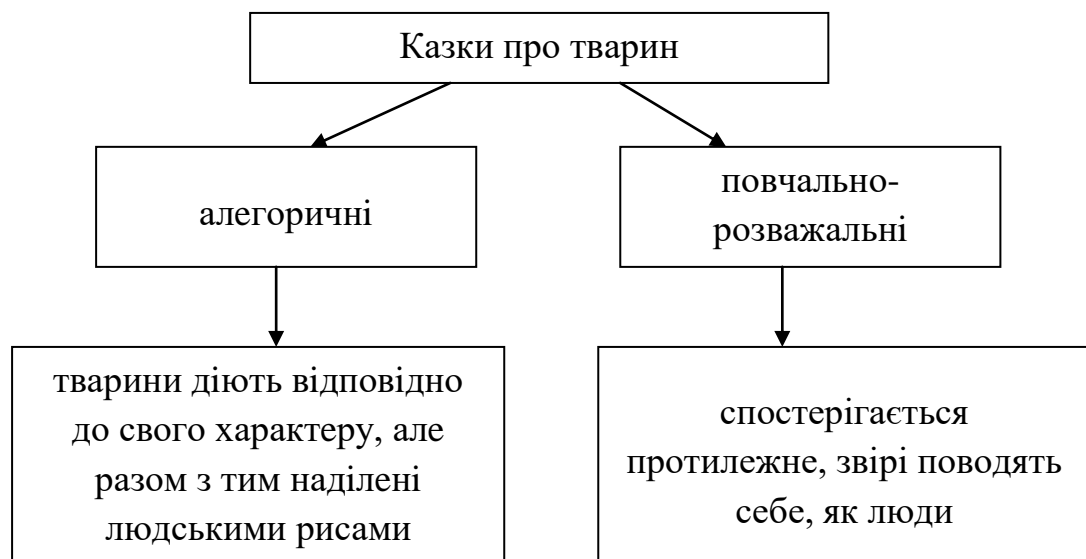 Казки про тварин
алегоричні
повчально-
розважальні
тварини діють відповідно
до свого характеру, але
разом з тим наділені
людськими рисами
спостерігається
протилежне, звірі поводять
себе, як люди